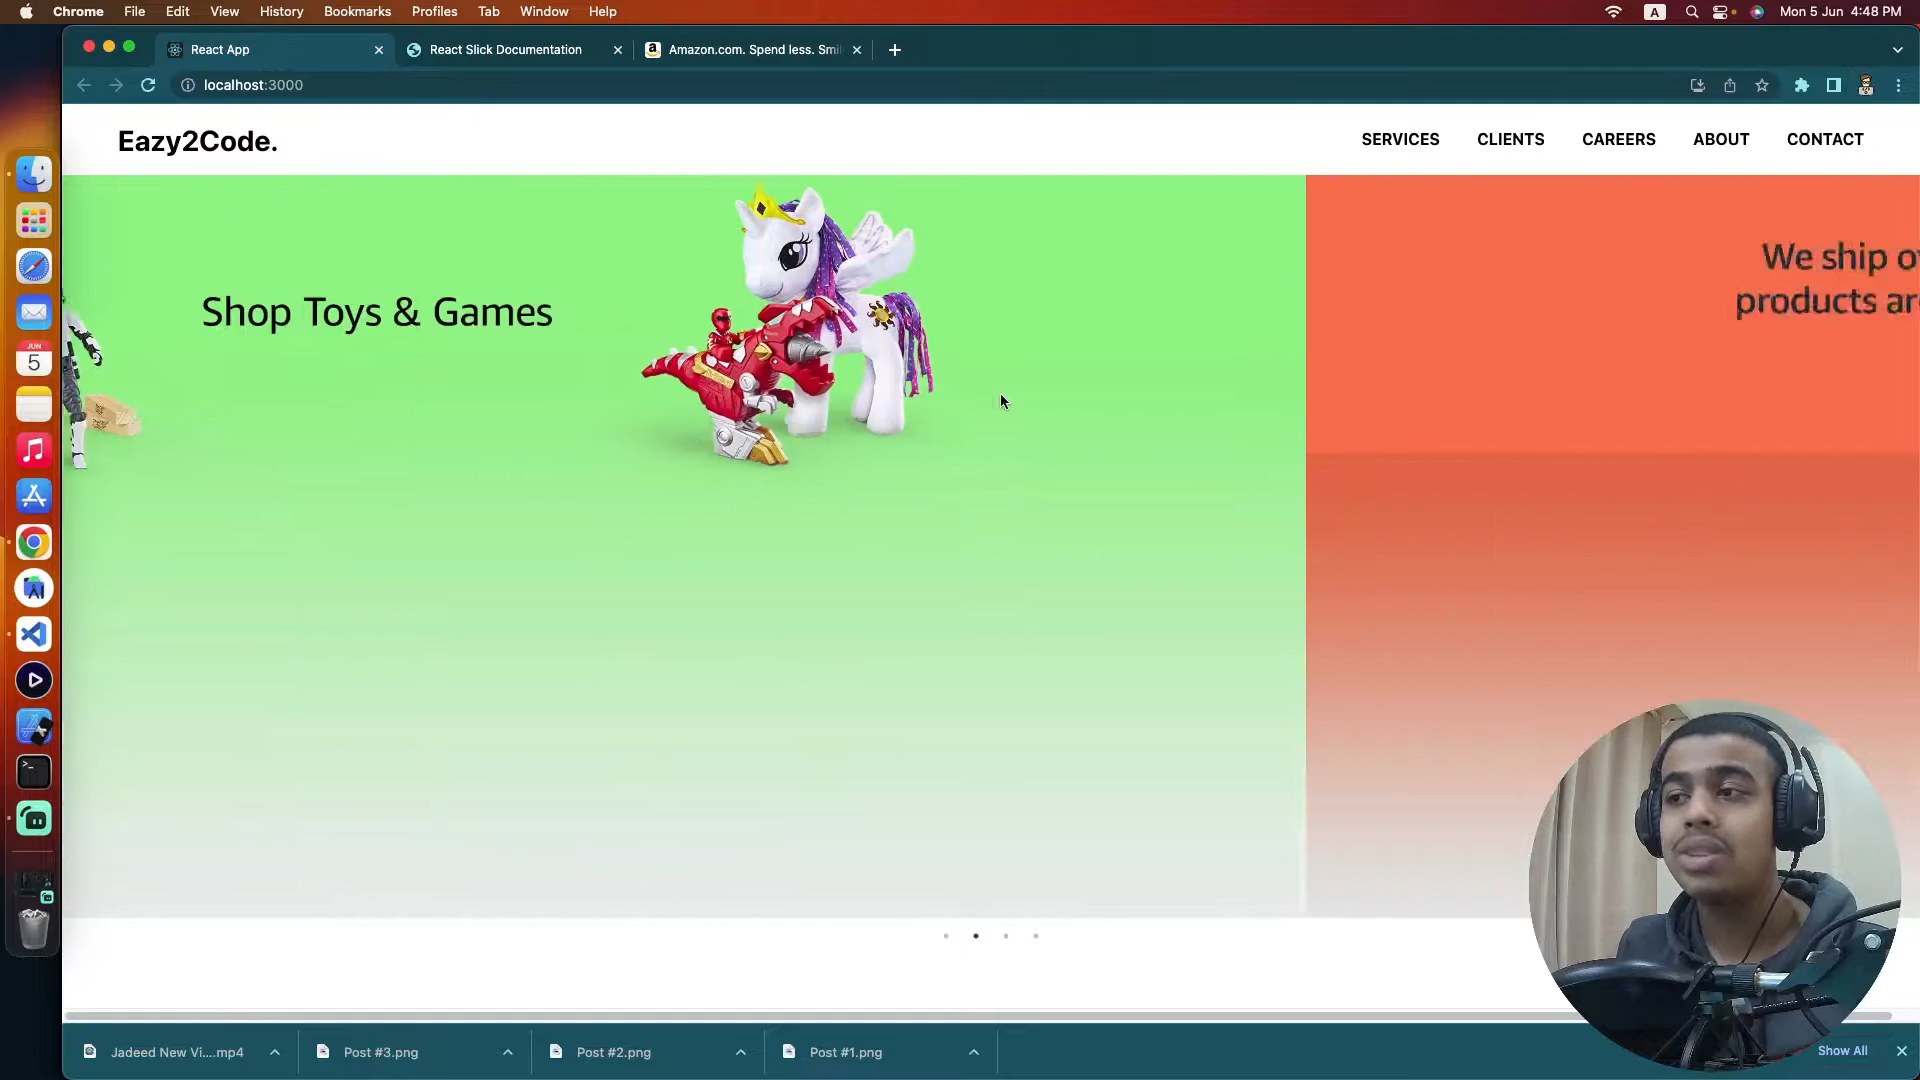 Chrome File Edit View History Bookmarks Profiles Tab Window Help
A
Mon 5 Jun 4:48 PM
React App
React Slick Documentation
Amazon.com. Spend less.
localhost:3000
Eazy2Code.
SERVICES CLIENTS CAREERS ABOUT CONTACT
Shop Toys & Games
We ship
products
JUN
5
Jadeed New Vi....mp4
Post #3.png
Post #2.png
Post #1.png
Show All